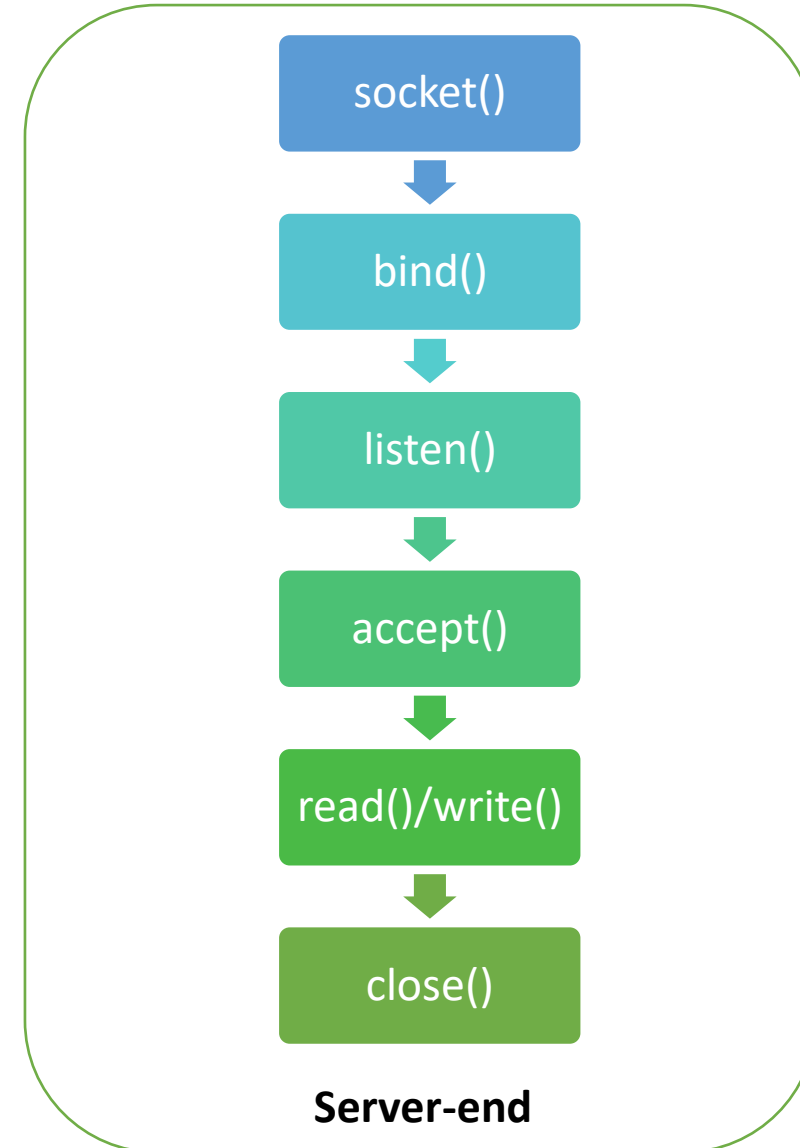 socket()
bind()
listen()
accept()
read()/write()
close()
Server-end